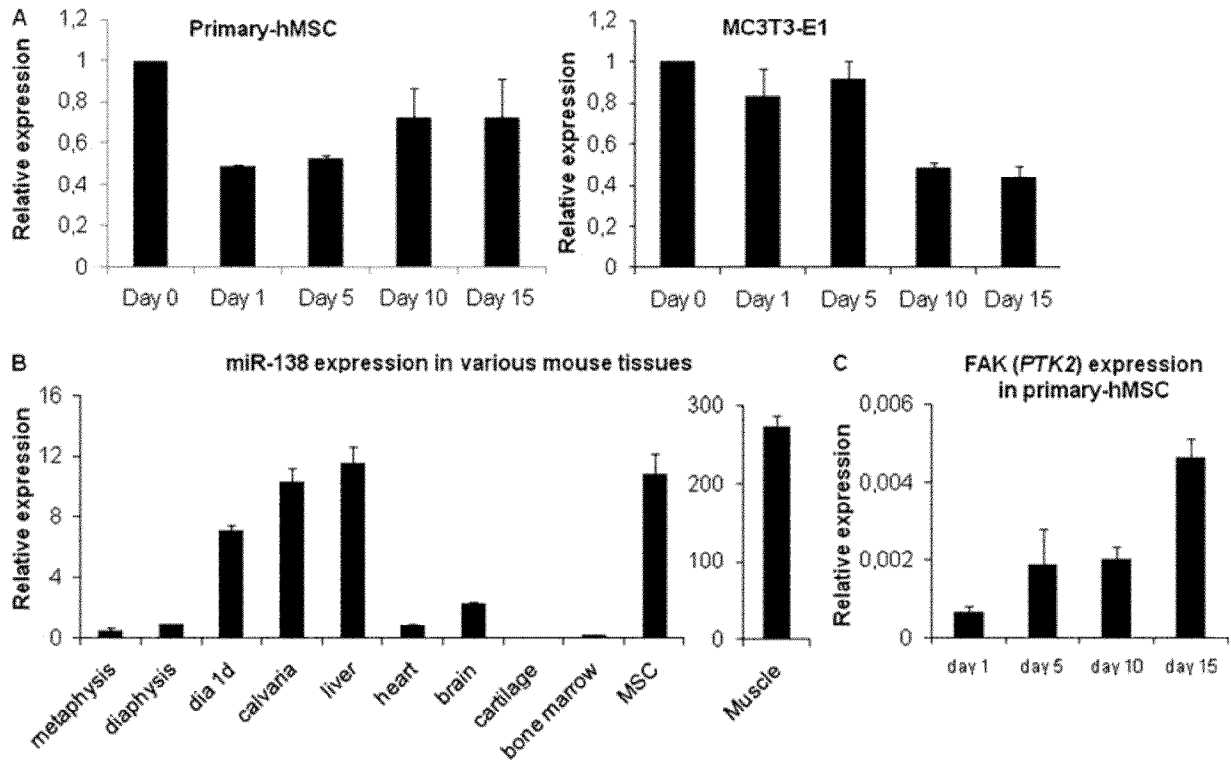 A
Primary-hMSC
Relative expression
1,2
1
0,8
0,6
0,4
0,2
0
Day 0 Day 1 Day 5 Day 10 Day 15
MC3T3-E1
Relative expression
1,2
1
0,8
0,6
0,4
0,2
0
Day 0 Day 1 Day 5 Day 10 Day 15
B
miR-138 expression in various mouse tissues
Relative expression
16
12
8
4
0
metaphysis
diaphysis
dia 1d
calvaria
liver
heart
brain
cartilage
bone marrow
MSC
300
200
100
0
Muscle
C
FAK (PTK2) expression
in primary-hMSC
Relative expression
0,006
0,004
0,002
0
day 1 day 5 day 10 day 15